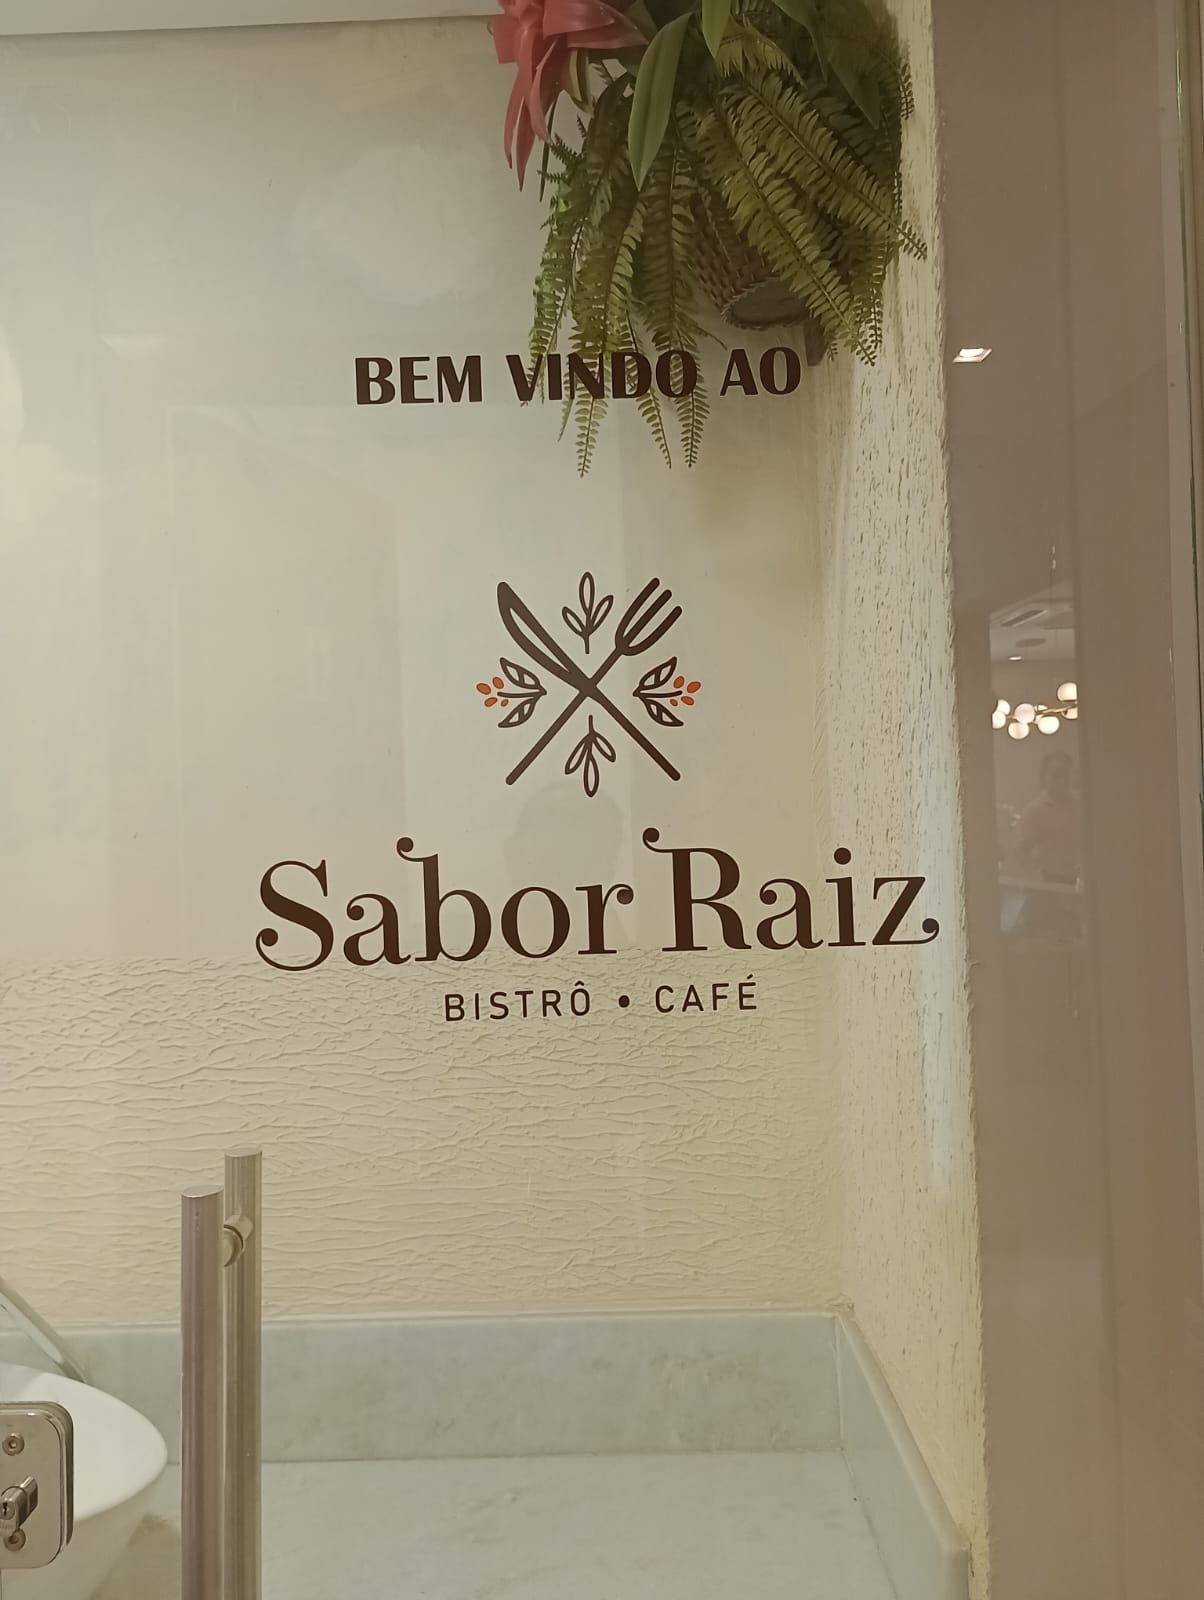 BEM VINDO AO
Sabor Raiz
BISTRÔ • CAFÉ